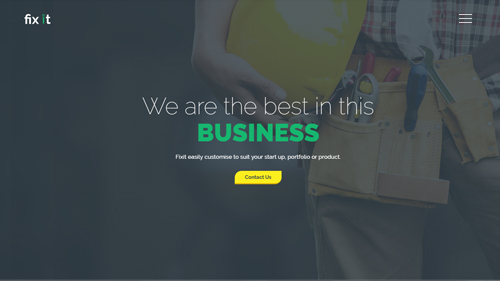 fix it
We are the best in this
BUSINESS
Fixit easily customise to suit your start up, portfolio or product.
Contact Us